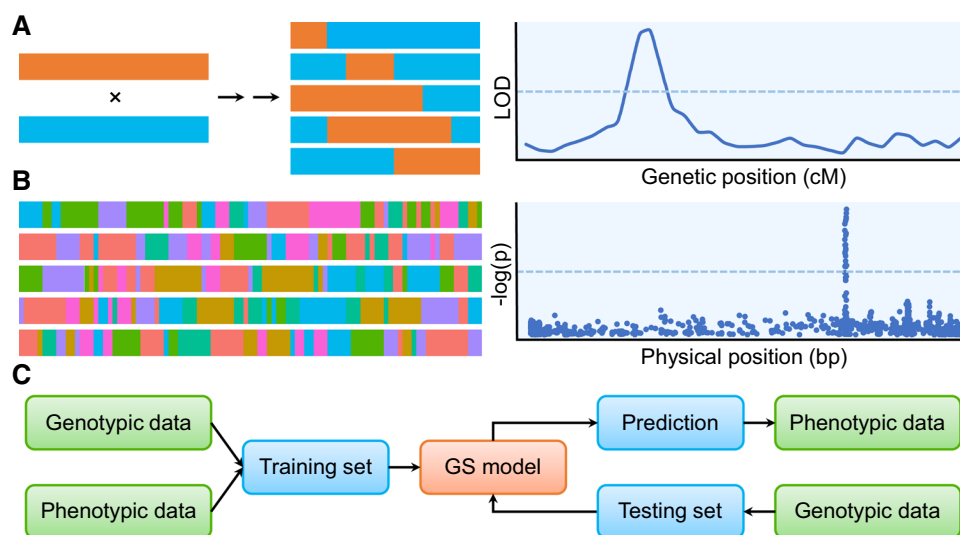 A
×
LOD
Genetic position (cM)
B
-log(p)
Physical position (bp)
C
Genotypic data
Phenotypic data
Training set
GS model
Prediction
Phenotypic data
Testing set
Genotypic data